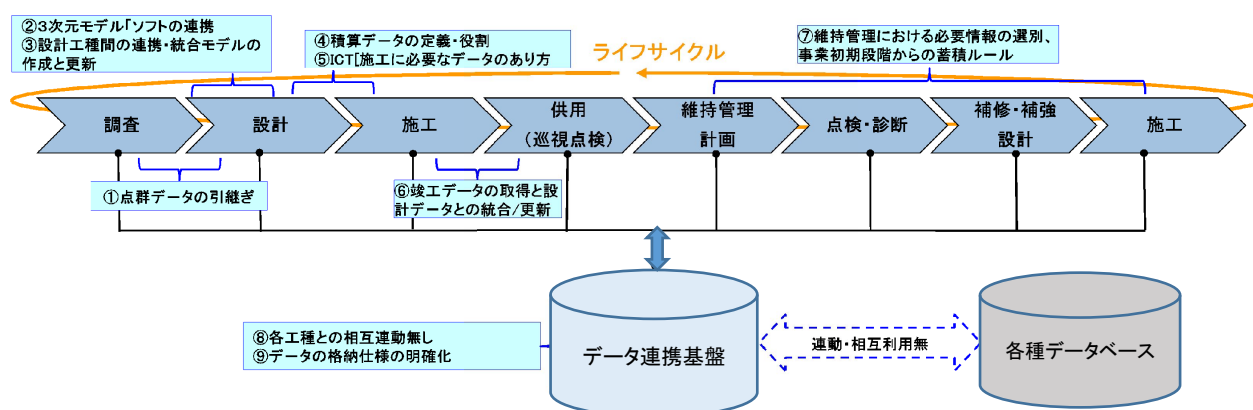 ②３次元モデル「ソフトの連携
③設計工種間の連携・統合モデルの
作成と更新
④積算データの定義・役割
⑤ICT[施工に必要なデータのあり方
⑦維持管理における必要情報の選別、
事業初期段階からの蓄積ルール
ライフサイクル
調査
設計
施工
供用
(巡視点検)
維持管理
計画
点検・診断
補修・補強
設計
施工
①点群データの引継ぎ
⑥竣工データの取得と設
計データとの統合/更新
⑧各工種との相互連動無し
⑨データの格納仕様の明確化
データ連携基盤
連動・相互利用無
各種データベース